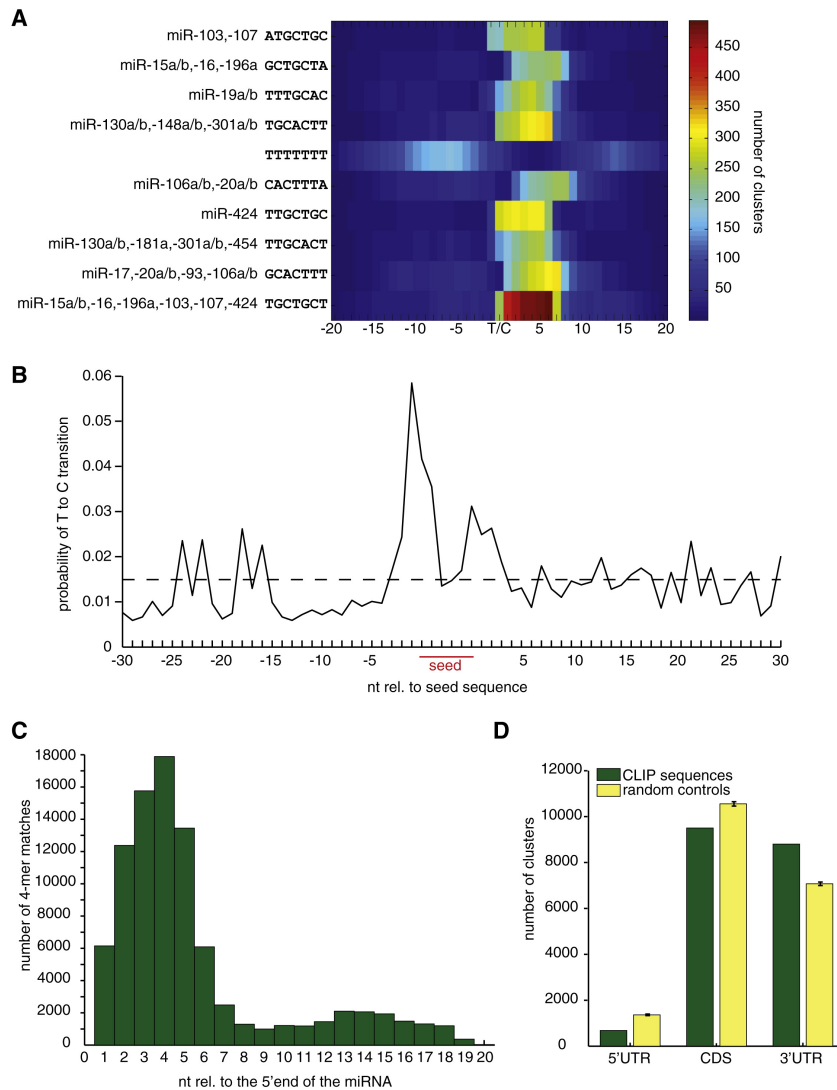 A
miR-103,-107 ATGCTGC
miR-15a/b,-16,-196a GCTGCTA
miR-19a/b TTTGCAC
miR-130a/b,-148a/b,-301a/b TGCACTT
TTTTTTT
miR-106a/b,-20a/b CACTTTA
miR-424 TTGCTGC
miR-130a/b,-181a,-301a/b,-454 TTGCACT
miR-17,-20a/b,-93,-106a/b GCACTTT
miR-15a/b,-16,-196a,-103,-107,-424 TGCTGCT
-20 -15 -10 -5 T/C 5 10 15 20
450
400
350
300
250
200
150
100
50
number of clusters
B
probability of T to C transition
0.06
0.05
0.04
0.03
0.02
0.01
0
-30 -25 -20 -15 -10 -5 5 10 15 20 25 30
seed
nt rel. to seed sequence
C
number of 4-mer matches
18000
16000
14000
12000
10000
8000
6000
4000
2000
0
0 1 2 3 4 5 6 7 8 9 10 11 12 13 14 15 16 17 18 19 20
nt rel. to the 5'end of the miRNA
D
number of clusters
12000
10000
8000
6000
4000
2000
0
CLIP sequences
random controls
5'UTR CDS 3'UTR